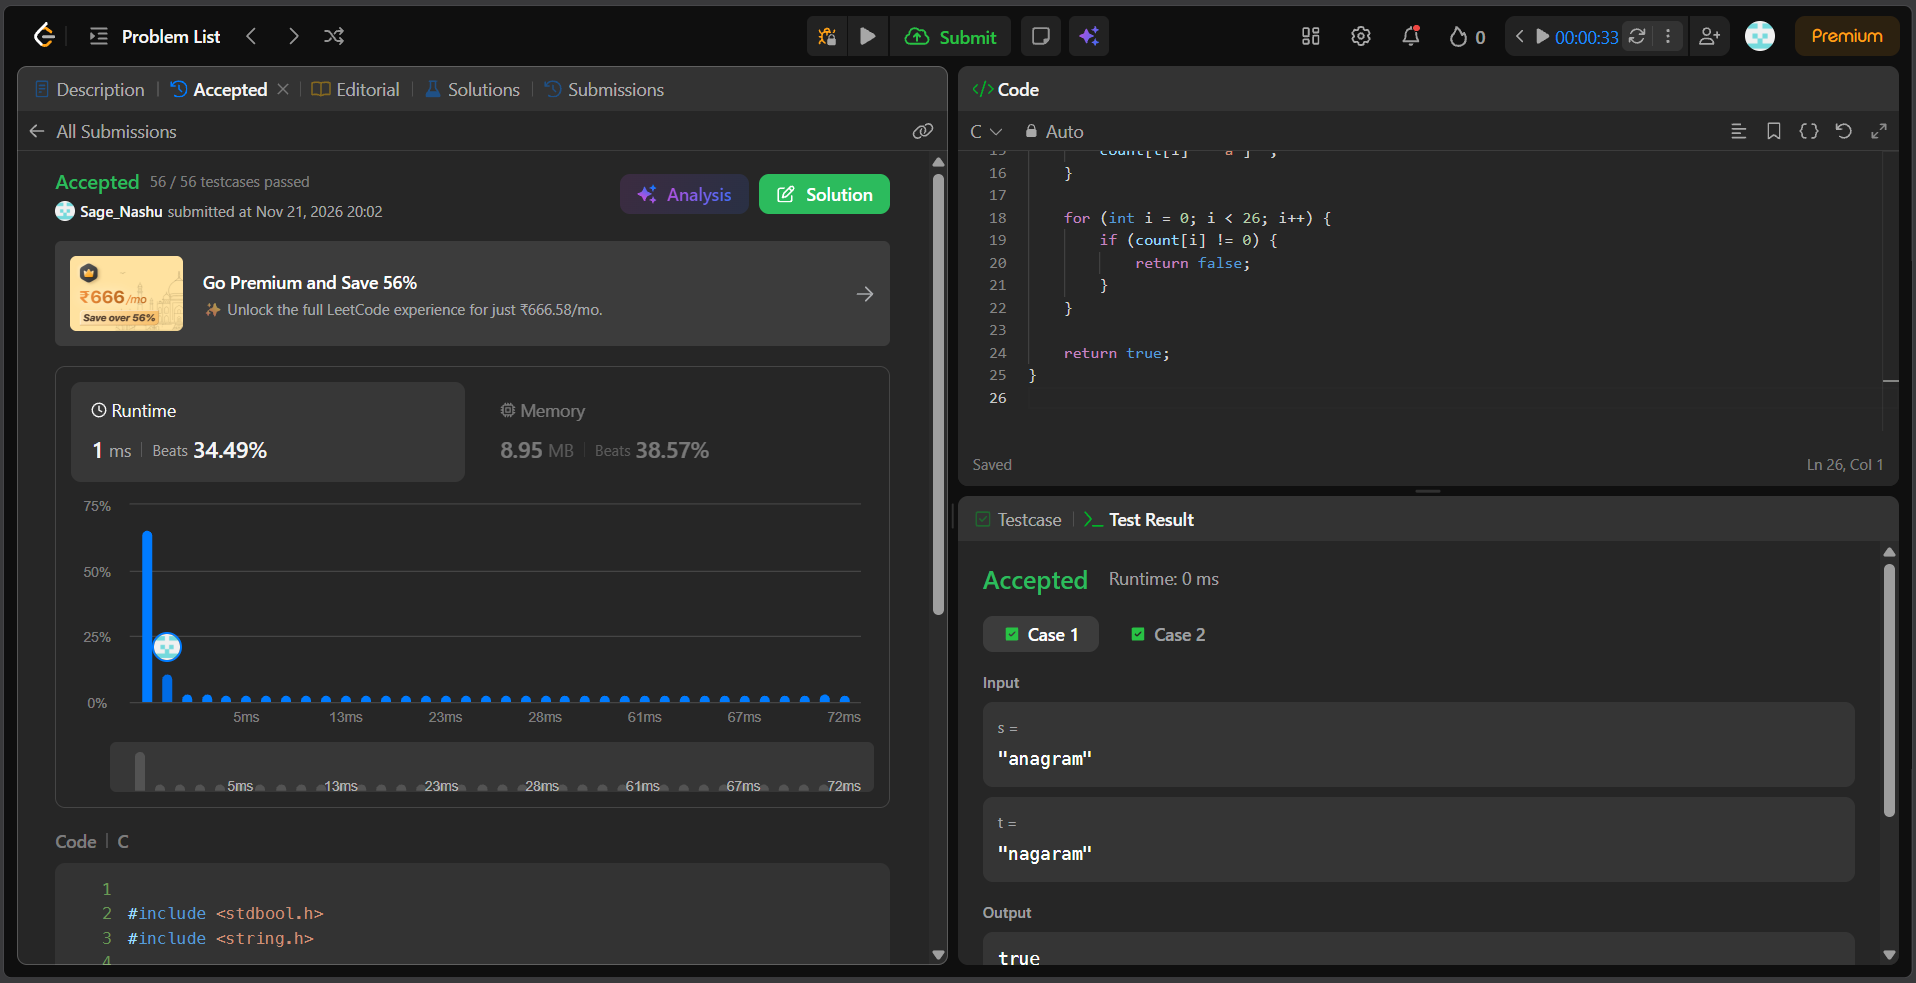 Problem List
Submit
0
00:00:33
Premium
Description
Accepted
Editorial
Solutions
Submissions
All Submissions
Accepted 56 / 56 testcases passed
Sage_Nashu submitted at Nov 21, 2026 20:02
Analysis
Solution
₹666 /mo
Save over 56%
Go Premium and Save 56%
✨ Unlock the full LeetCode experience for just ₹666.58/mo.
Runtime
1 ms Beats 34.49%
Memory
8.95 MB Beats 38.57%
75%
50%
25%
0%
5ms 13ms 23ms 28ms 61ms 67ms 72ms
5ms 13ms 23ms 28ms 61ms 67ms 72ms
Code | C
1
2 #include <stdbool.h>
3 #include <string.h>
4
</> Code
C Auto
16 }
17
18 for (int i = 0; i < 26; i++) {
19 if (count[i] != 0) {
20 return false;
21 }
22 }
23
24 return true;
25 }
26
Saved
Ln 26, Col 1
Testcase
Test Result
Accepted Runtime: 0 ms
Case 1
Case 2
Input
s =
"anagram"
t =
"nagaram"
Output
true